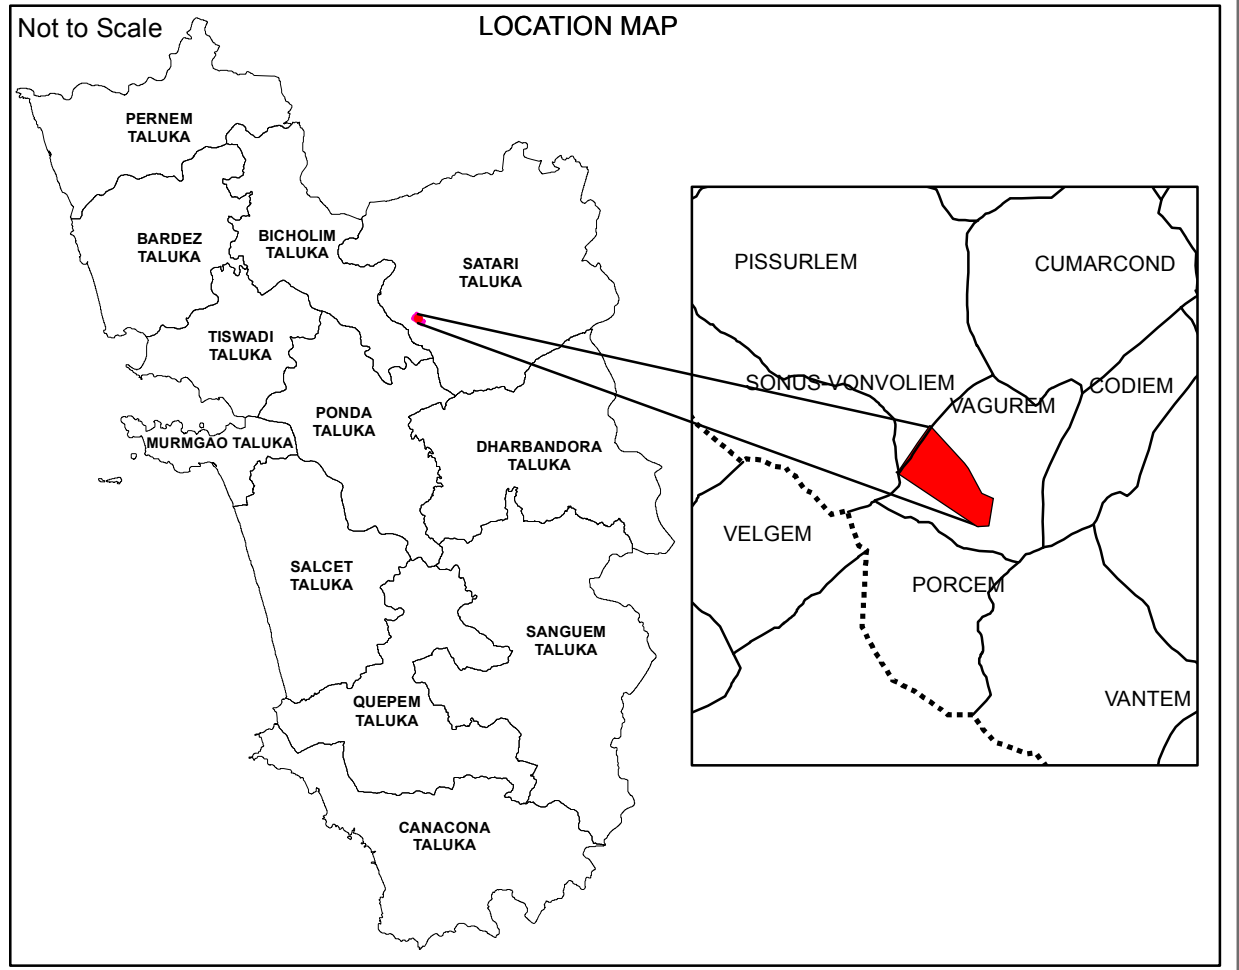 Not to Scale
LOCATION MAP
PERNEM
TALUKA
BARDEZ
TALUKA
BICHOLIM
TALUKA
SATARI
TALUKA
TISWADI
TALUKA
PONDA
TALUKA
MURMGAO TALUKA
DHARBANDORA
TALUKA
SALCET
TALUKA
SANGUEM
TALUKA
QUEPEM
TALUKA
CANACONA
TALUKA
PISSURLEM
CUMARCOND
SONUS-VONVOLIEM
CODIEM
VAGUREM
VELGEM
PORCEM
VANTEM